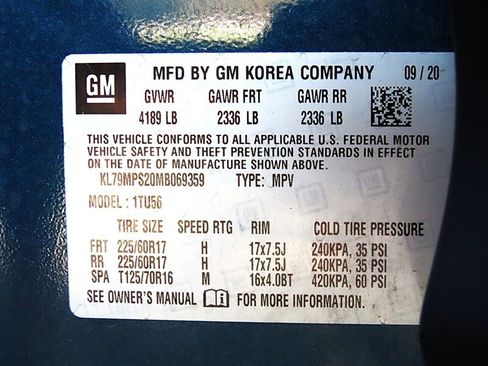 GM MFD BY GM KOREA COMPANY 09/20
GVWR GAWR FRT GAWR RR
4189 LB 2336 LB 2336 LB
THIS VEHICLE CONFORMS TO ALL APPLICABLE U.S. FEDERAL MOTOR
VEHICLE SAFETY AND THEFT PREVENTION STANDARDS IN EFFECT
ON THE DATE OF MANUFACTURE SHOWN ABOVE.
KL79MPS20MB069359 TYPE: MPV
MODEL: 1TU56
TIRE SIZE SPEED RTG RIM COLD TIRE PRESSURE
FRT 225/60R17 H 17x7.5J 240KPA, 35 PSI
RR 225/60R17 H 17x7.5J 240KPA, 35 PSI
SPA T125/70R16 M 16x4.0BT 420KPA, 60 PSI
SEE OWNER'S MANUAL FOR MORE INFORMATION.